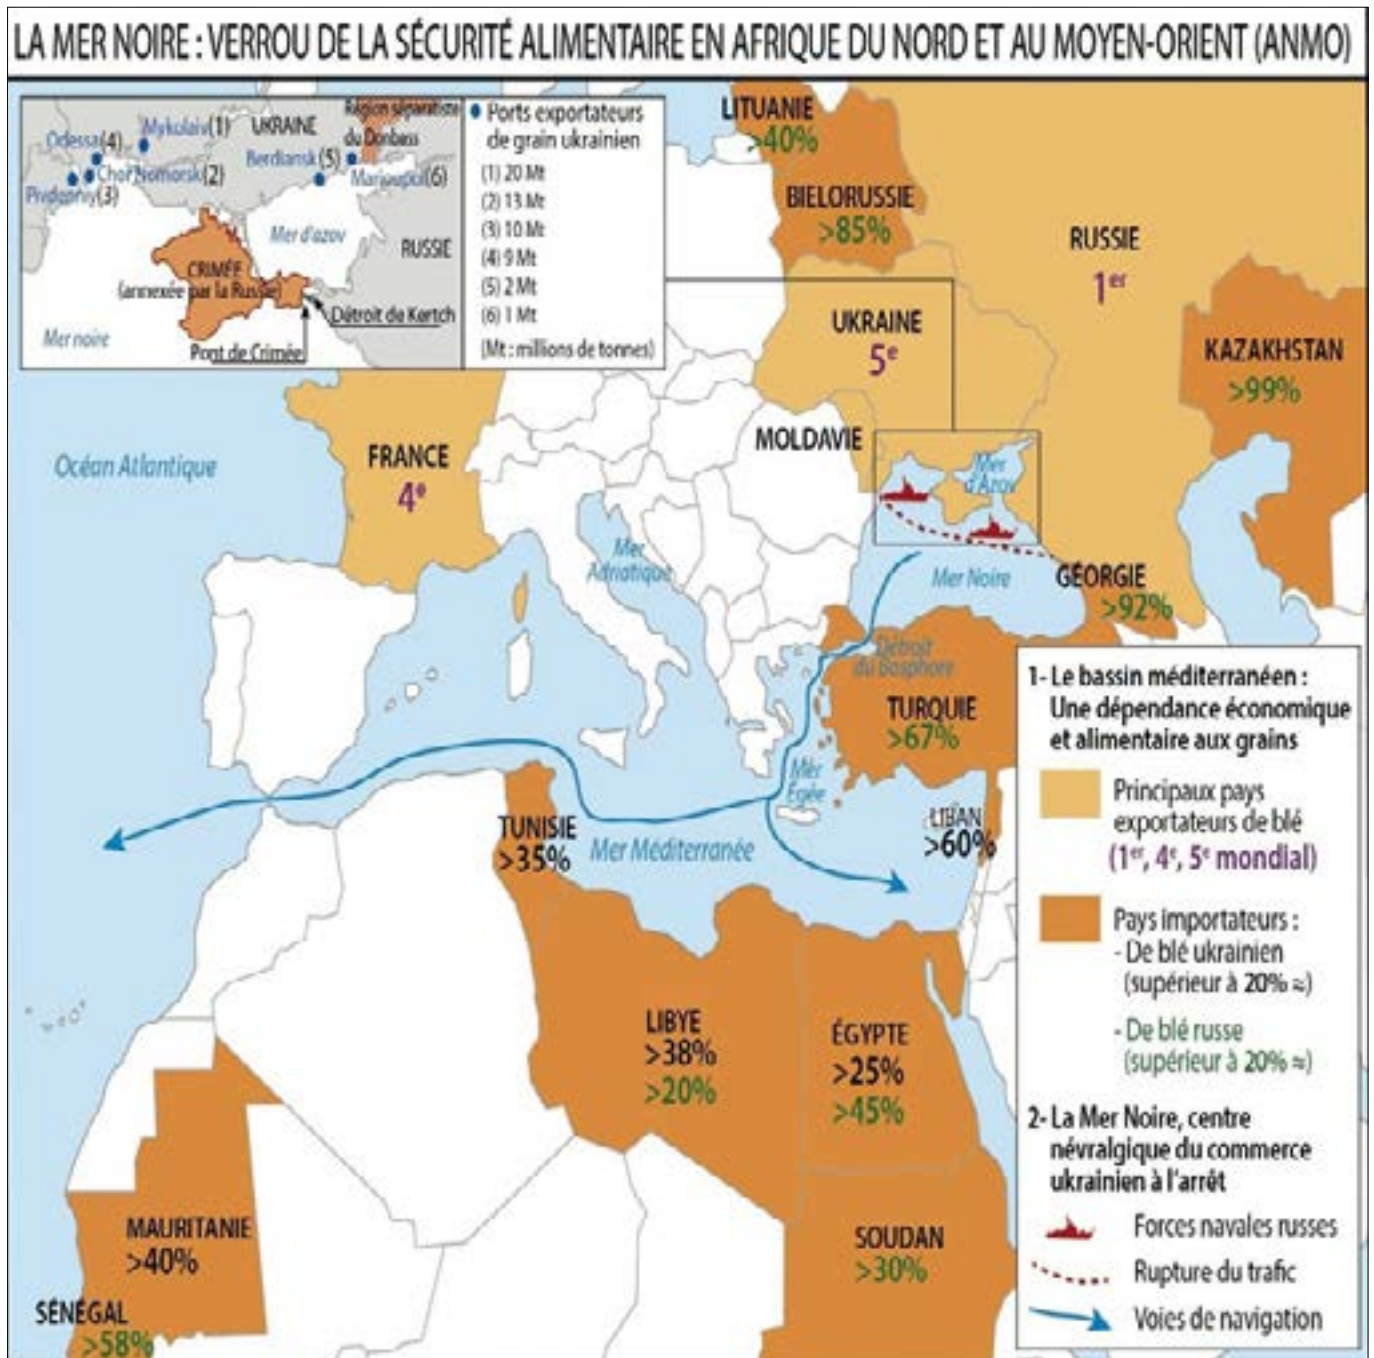 LA MER NOIRE : VERROU DE LA SÉCURITÉ ALIMENTAIRE EN AFRIQUE DU NORD ET AU MOYEN-ORIENT (ANMO)
Région séparatiste
du Donbass
Mykolaiv(1)
UKRAINE
Odessa(4)
Berdiansk(5)
Chornomorsk(2)
Marioupol(6)
Pivdenniy(3)
Mer d'azov
RUSSIE
CRIMÉE
(annexée par la Russie)
Détroit de Kertch
Mer noire
Pont de Crimée
Ports exportateurs
de grain ukrainien
(1) 20 Mt
(2) 13 Mt
(3) 10 Mt
(4) 9 Mt
(5) 2 Mt
(6) 1 Mt
(Mt : millions de tonnes)
LITUANIE
>40%
BIELORUSSIE
>85%
RUSSIE
1er
UKRAINE
5e
KAZAKHSTAN
>99%
MOLDAVIE
FRANCE
4e
Océan Atlantique
Mer
d'Azov
Mer
Adriatique
Mer Noire
GÉORGIE
>92%
Détroit
du Bosphore
TURQUIE
>67%
Mer
Égée
LIBAN
>60%
TUNISIE
>35%
Mer Méditerranée
LIBYE
>38%
>20%
ÉGYPTE
>25%
>45%
MAURITANIE
>40%
SOUDAN
>30%
SÉNÉGAL
>58%
1- Le bassin méditerranéen :
Une dépendance économique
et alimentaire aux grains
Principaux pays
exportateurs de blé
(1er, 4e, 5e mondial)
Pays importateurs :
- De blé ukrainien
(supérieur à 20% ≈)
- De blé russe
(supérieur à 20% ≈)
2- La Mer Noire, centre
névralgique du commerce
ukrainien à l'arrêt
Forces navales russes
Rupture du trafic
Voies de navigation